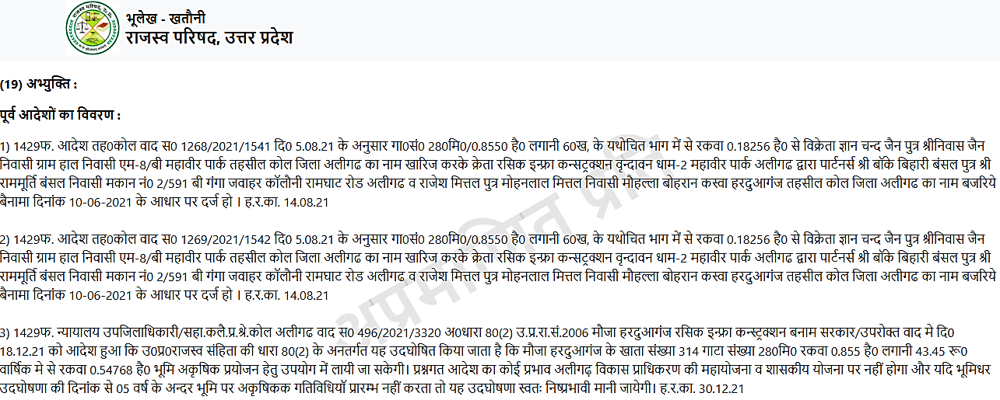 भूलेख - खतौनी
राजस्व परिषद, उत्तर प्रदेश
(19) अभ्युक्ति :
पूर्व आदेशों का विवरण :
1) 1429फ. आदेश तह0कोल वाद स0 1268/2021/1541 दि0 5.08.21 के अनुसार गा0सं0 280मि0/0.8550 है0 लगानी 60ख, के यथोचित भाग में से रकवा 0.18256 है0 से विक्रेता ज्ञान चन्द जैन पुत्र श्रीनिवास जैन
निवासी ग्राम हाल निवासी एम-8/बी महावीर पार्क तहसील कोल जिला अलीगढ का नाम खारिज करके क्रेता रसिक इन्फ्रा कन्सट्रक्शन वृन्दावन धाम-2 महावीर पार्क अलीगढ द्वारा पार्टनर्स श्री बॉके बिहारी बंसल पुत्र श्री
राममूर्ति बंसल निवासी मकान नं0 2/591 बी गंगा जवाहर कॉलौनी रामघाट रोड अलीगढ व राजेश मित्तल पुत्र मोहनलाल मित्तल निवासी मौहल्ला बोहरान कस्वा हरदुआगंज तहसील कोल जिला अलीगढ का नाम बजरिये
बैनामा दिनांक 10-06-2021 के आधार पर दर्ज हो । ह.र.का. 14.08.21
2) 1429फ. आदेश तह0कोल वाद स0 1269/2021/1542 दि0 5.08.21 के अनुसार गा0सं0 280मि0/0.8550 है0 लगानी 60ख, के यथोचित भाग में से रकवा 0.18256 है0 से विक्रेता ज्ञान चन्द जैन पुत्र श्रीनिवास जैन
निवासी ग्राम हाल निवासी एम-8/बी महावीर पार्क तहसील कोल जिला अलीगढ का नाम खारिज करके क्रेता रसिक इन्फ्रा कन्सट्रक्शन वृन्दावन धाम-2 महावीर पार्क अलीगढ द्वारा पार्टनर्स श्री बॉके बिहारी बंसल पुत्र श्री
राममूर्ति बंसल निवासी मकान नं0 2/591 बी गंगा जवाहर कॉलौनी रामघाट रोड अलीगढ व राजेश मित्तल पुत्र मोहनलाल मित्तल निवासी मौहल्ला बोहरान कस्वा हरदुआगंज तहसील कोल जिला अलीगढ का नाम बजरिये
बैनामा दिनांक 10-06-2021 के आधार पर दर्ज हो । ह.र.का. 14.08.21
3) 1429फ. न्यायालय उपजिलाधिकारी/सहा.कलै.प्र.श्रे.कोल अलीगढ वाद स0 496/2021/3320 अ0धारा 80(2) उ.प्र.रा.सं.2006 मौजा हरदुआगंज रसिक इन्फ्रा कन्स्ट्रक्शन बनाम सरकार/उपरोक्त वाद मे दि0
18.12.21 को आदेश हुआ कि उ0प्र0राजस्व संहिता की धारा 80(2) के अनतर्गत यह उदघोषित किया जाता है कि मौजा हरदुआगंज के खाता संख्या 314 गाटा संख्या 280मि0 रकवा 0.855 है0 लगानी 43.45 रू0
वार्षिक मे से रकवा 0.54768 है0 भूमि अकृषिक प्रयोजन हेतु उपयोग में लायी जा सकेगी। प्रश्नगत आदेश का कोई प्रभाव अलीगढ़ विकास प्राधिकरण की महायोजना व शासकीय योजना पर नहीं होगा और यदि भूमिधर
उदघोषणा की दिनांक से 05 वर्ष के अन्दर भूमि पर अकृषिकक गतिविधियॉ प्रारम्भ नहीं करता तो यह उदघोषणा स्वतः निष्प्रभावी मानी जायेगी। ह.र.का. 30.12.21
अप्रमाणित प्रति